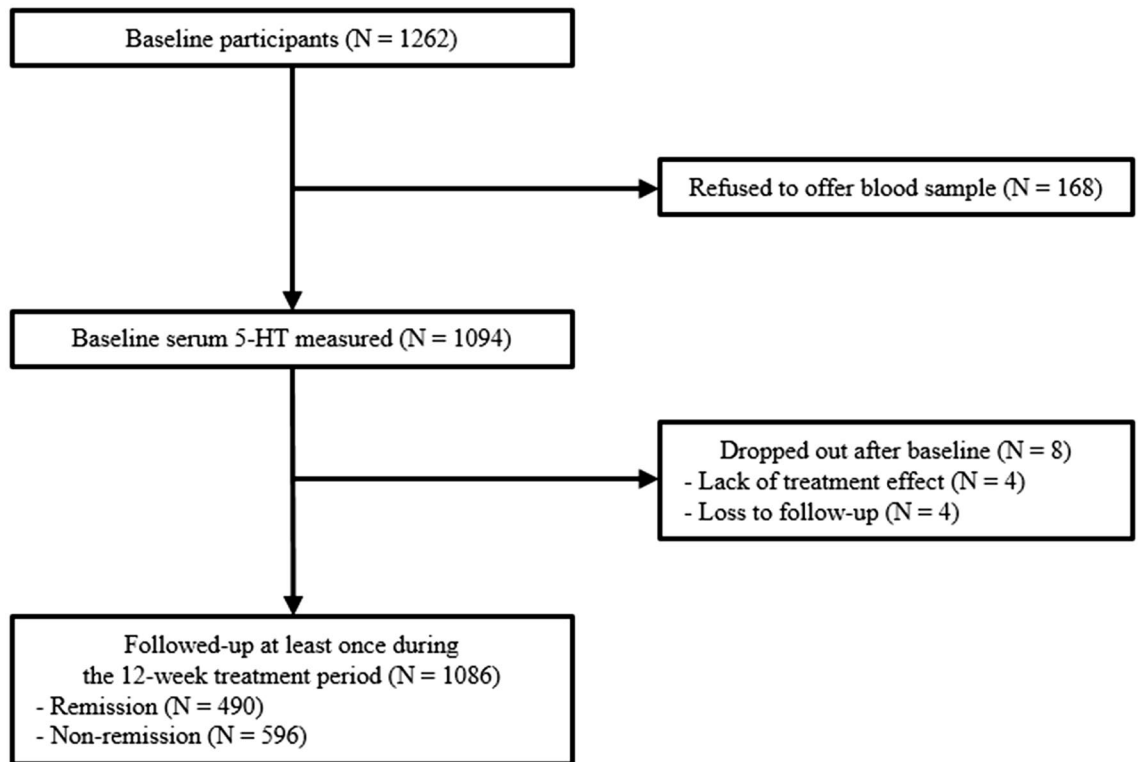 Baseline participants (N = 1262)
Refused to offer blood sample (N = 168)
Baseline serum 5-HT measured (N = 1094)
Dropped out after baseline (N = 8)
- Lack of treatment effect (N = 4)
- Loss to follow-up (N = 4)
Followed-up at least once during
the 12-week treatment period (N = 1086)
- Remission (N = 490)
- Non-remission (N = 596)